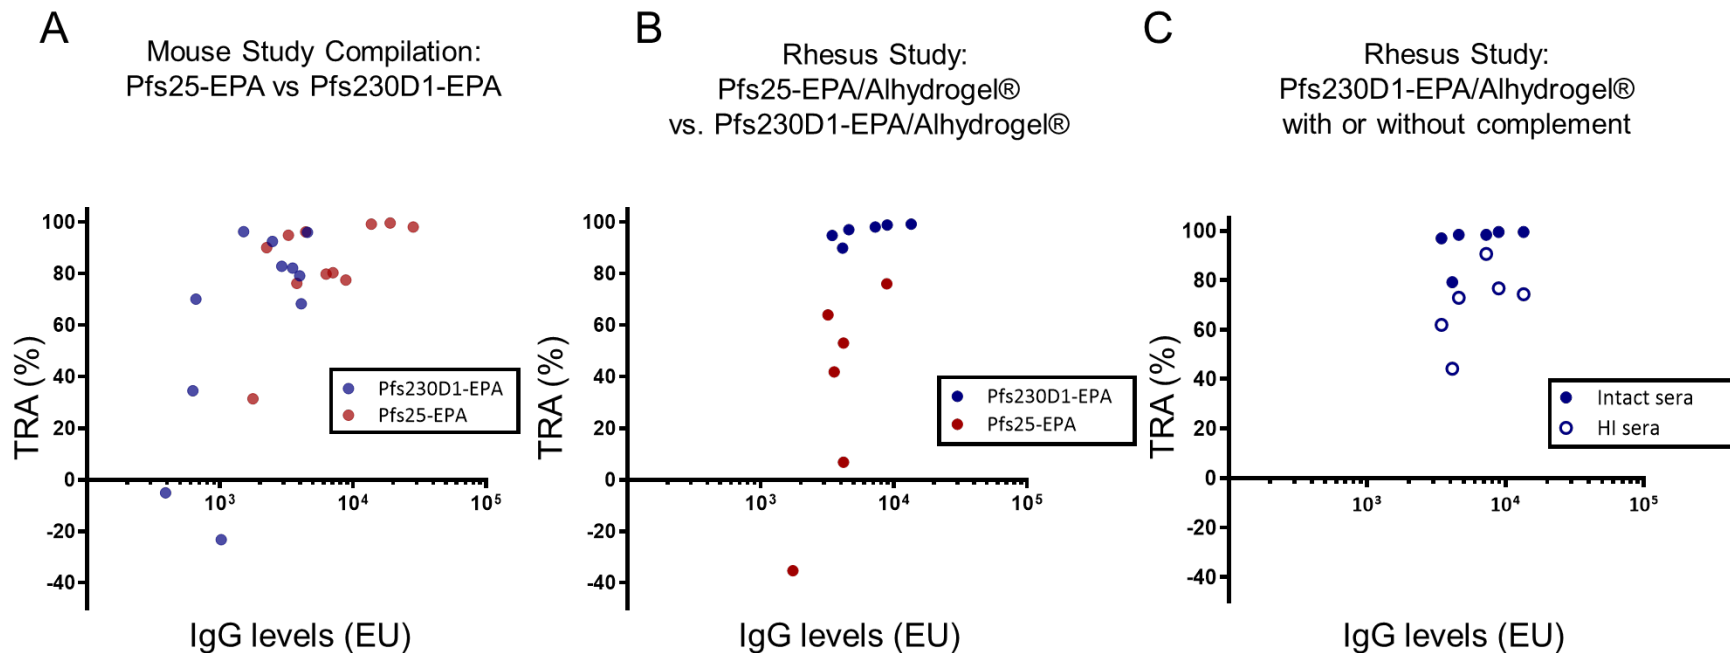 A
Mouse Study Compilation:
Pfs25-EPA vs Pfs230D1-EPA
TRA (%)
100
80
60
40
20
0
-20
-40
10³
10⁴
10⁵
Pfs230D1-EPA
Pfs25-EPA
IgG levels (EU)
B
Rhesus Study:
Pfs25-EPA/Alhydrogel®
vs. Pfs230D1-EPA/Alhydrogel®
TRA (%)
100
80
60
40
20
0
-20
-40
10³
10⁴
10⁵
Pfs230D1-EPA
Pfs25-EPA
IgG levels (EU)
C
Rhesus Study:
Pfs230D1-EPA/Alhydrogel®
with or without complement
TRA (%)
100
80
60
40
20
0
-20
-40
10³
10⁴
10⁵
Intact sera
HI sera
IgG levels (EU)